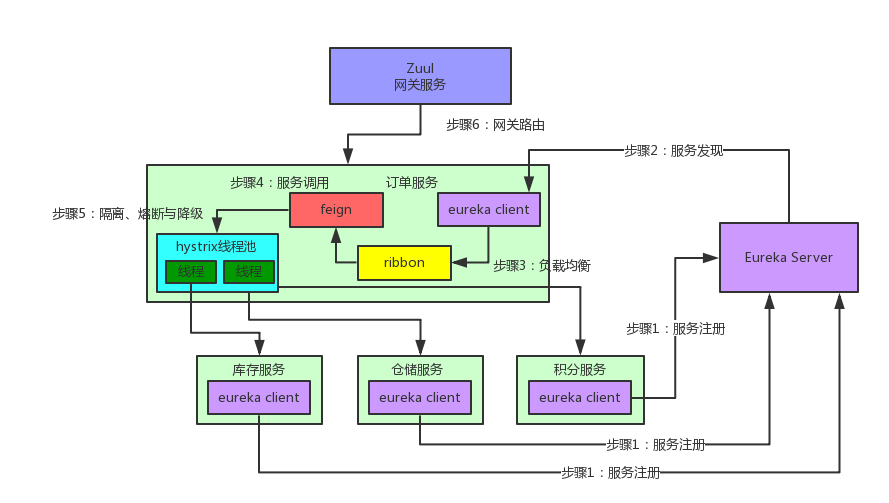 Zuul
网关服务
步骤6：网关路由
步骤2：服务发现
步骤4：服务调用
订单服务
feign
eureka client
步骤5：隔离、熔断与降级
hystrix线程池
线程
线程
ribbon
步骤3：负载均衡
Eureka Server
步骤1：服务注册
库存服务
eureka client
仓储服务
eureka client
积分服务
eureka client
步骤1：服务注册
步骤1：服务注册